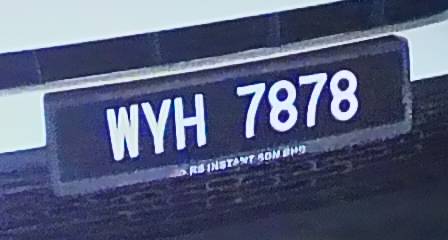 WYH 7878
RS INSTANT SDN BHD